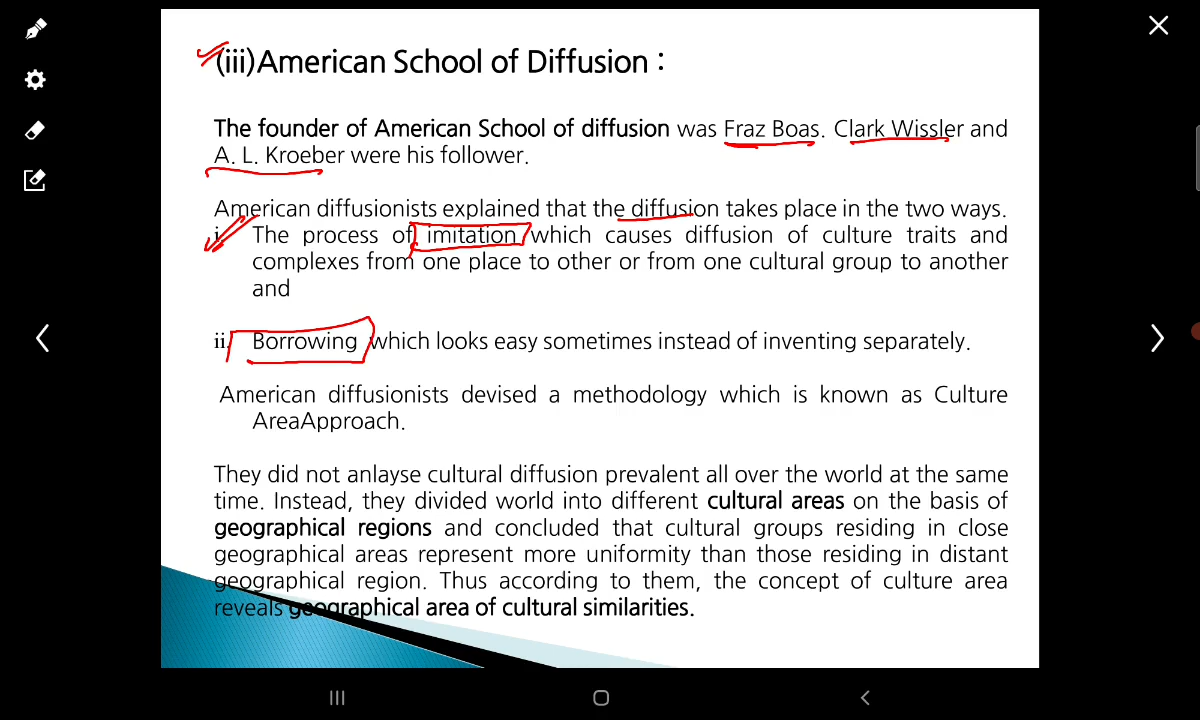 (iii)American School of Diffusion :
The founder of American School of diffusion was Fraz Boas. Clark Wissler and
A. L. Kroeber were his follower.
American diffusionists explained that the diffusion takes place in the two ways.
i. The process of imitation which causes diffusion of culture traits and
complexes from one place to other or from one cultural group to another
and
ii. Borrowing which looks easy sometimes instead of inventing separately.
American diffusionists devised a methodology which is known as Culture
AreaApproach.
They did not anlayse cultural diffusion prevalent all over the world at the same
time. Instead, they divided world into different cultural areas on the basis of
geographical regions and concluded that cultural groups residing in close
geographical areas represent more uniformity than those residing in distant
geographical region. Thus according to them, the concept of culture area
reveals geographical area of cultural similarities.